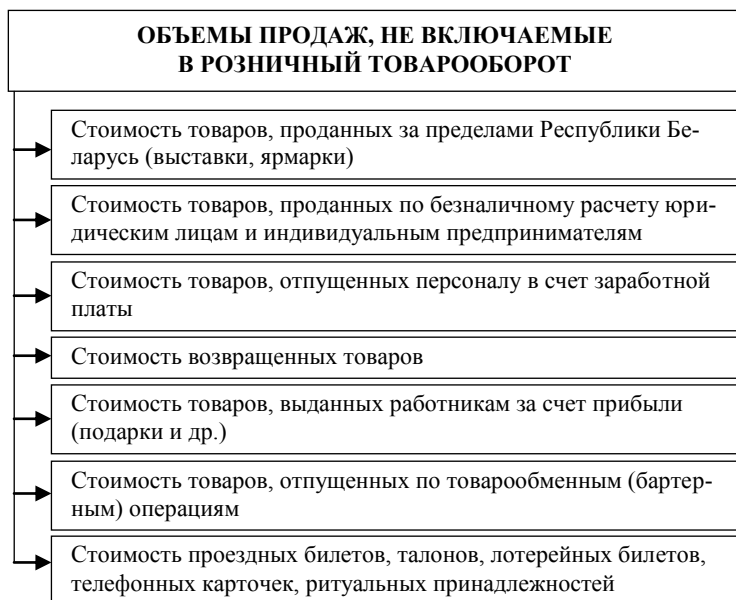 ОБЪЕМЫ ПРОДАЖ, НЕ ВКЛЮЧАЕМЫЕ
В РОЗНИЧНЫЙ ТОВАРООБОРОТ
Стоимость товаров, проданных за пределами Республики Бе-
ларусь (выставки, ярмарки)
Стоимость товаров, проданных по безналичному расчету юри-
дическим лицам и индивидуальным предпринимателям
Стоимость товаров, отпущенных персоналу в счет заработной
платы
Стоимость возвращенных товаров
Стоимость товаров, выданных работникам за счет прибыли
(подарки и др.)
Стоимость товаров, отпущенных по товарообменным (бартер-
ным) операциям
Стоимость проездных билетов, талонов, лотерейных билетов,
телефонных карточек, ритуальных принадлежностей